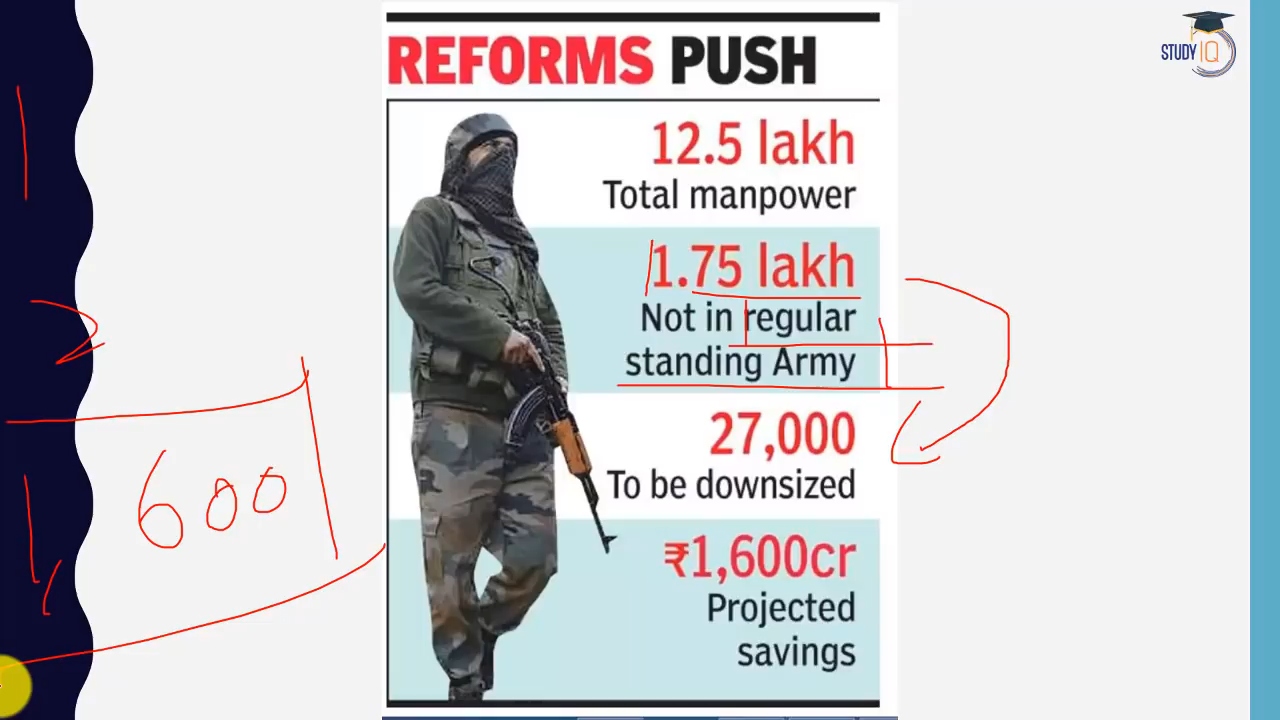 STUDY IQ
REFORMS PUSH
12.5 lakh
Total manpower
1.75 lakh
Not in regular
standing Army
27,000
To be downsized
₹1,600cr
Projected
savings
1,600